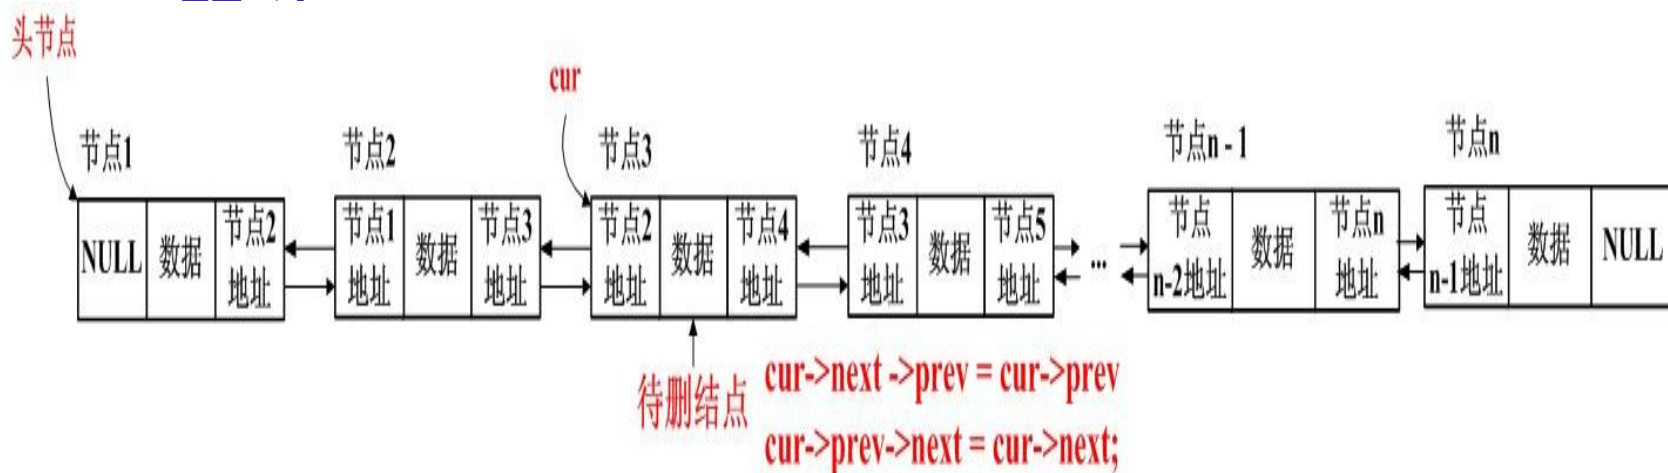 头节点
cur
节点1 节点2 节点3 节点4 节点n - 1 节点n
NULL 数据 节点2地址 节点1地址 数据 节点3地址 节点2地址 数据 节点4地址 节点3地址 数据 节点5地址 ... 节点n-2地址 数据 节点n地址 节点n-1地址 数据 NULL
待删结点
cur->next ->prev = cur->prev
cur->prev->next = cur->next;